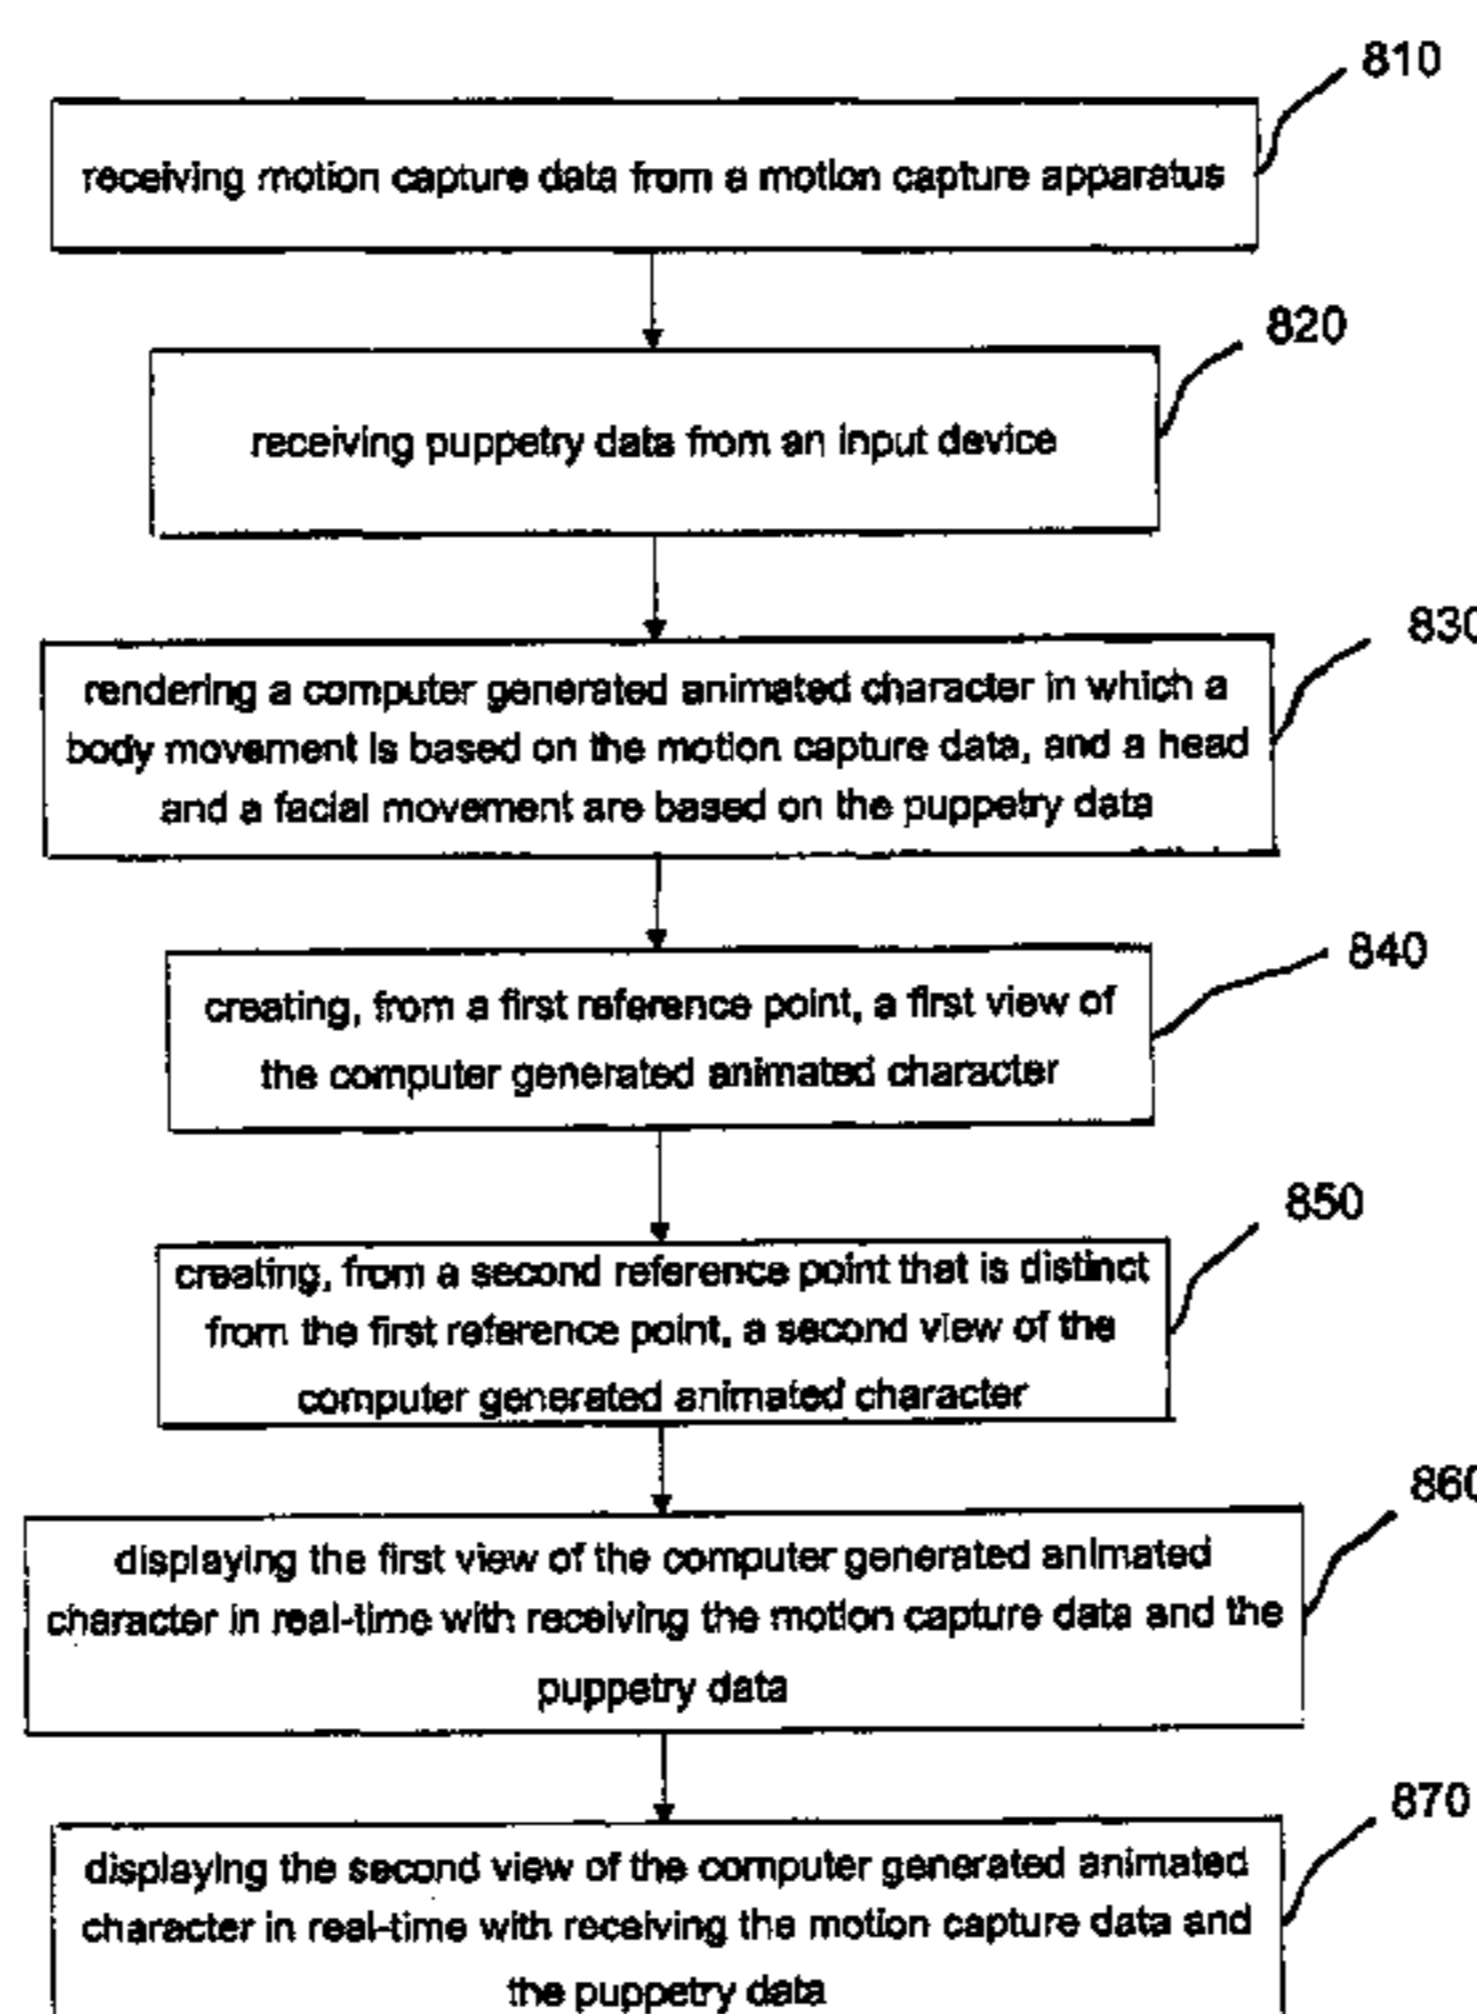 810
receiving motion capture data from a motion capture apparatus
820
receiving puppetry data from an input device
830
rendering a computer generated animated character in which a
body movement is based on the motion capture data, and a head
and a facial movement are based on the puppetry data
840
creating, from a first reference point, a first view of
the computer generated animated character
850
creating, from a second reference point that is distinct
from the first reference point, a second view of the
computer generated animated character
860
displaying the first view of the computer generated animated
character in real-time with receiving the motion capture data and the
puppetry data
870
displaying the second view of the computer generated animated
character in real-time with receiving the motion capture data and
the puppetry data